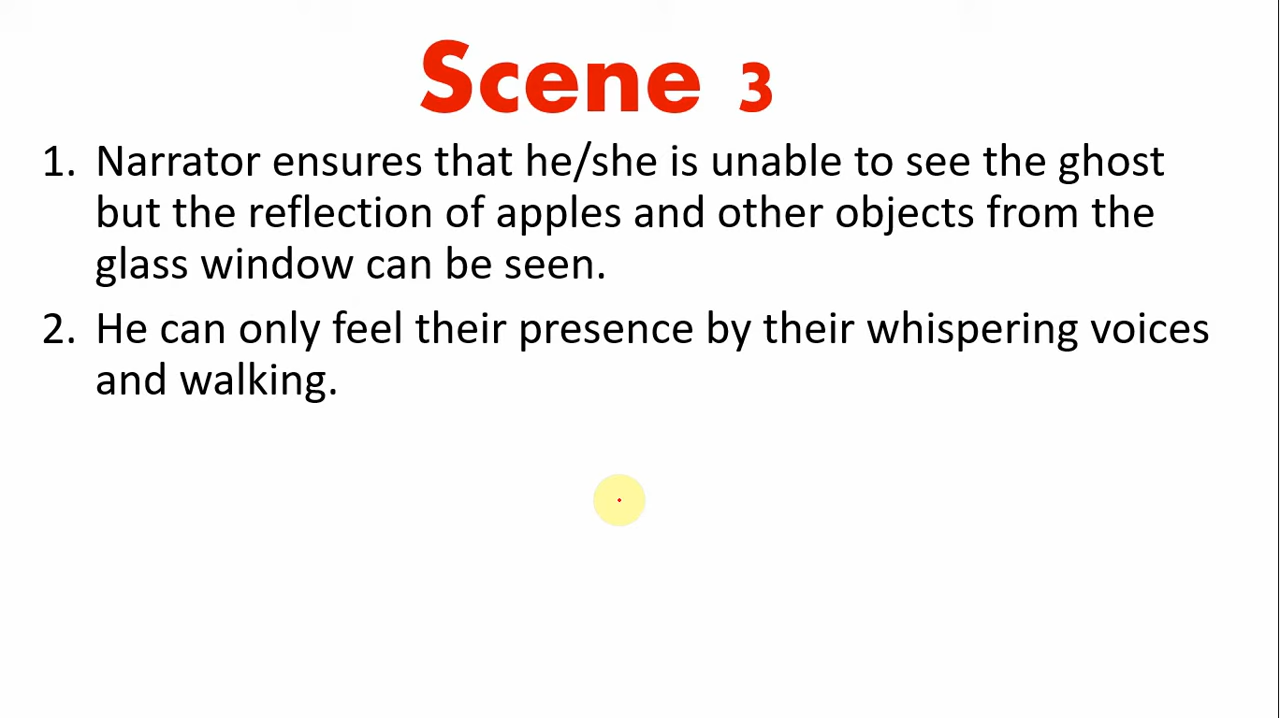 Scene 3
1. Narrator ensures that he/she is unable to see the ghost
but the reflection of apples and other objects from the
glass window can be seen.
2. He can only feel their presence by their whispering voices
and walking.